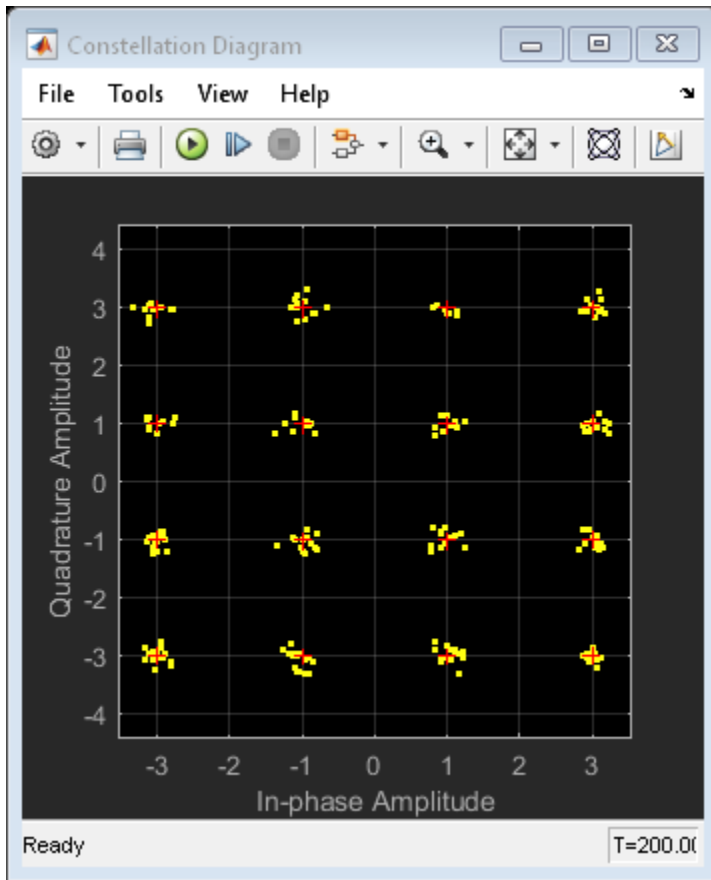 Constellation Diagram
File Tools View Help
4
3
2
1
0
-1
-2
-3
-4
Quadrature Amplitude
-3 -2 -1 0 1 2 3
In-phase Amplitude
Ready T=200.00